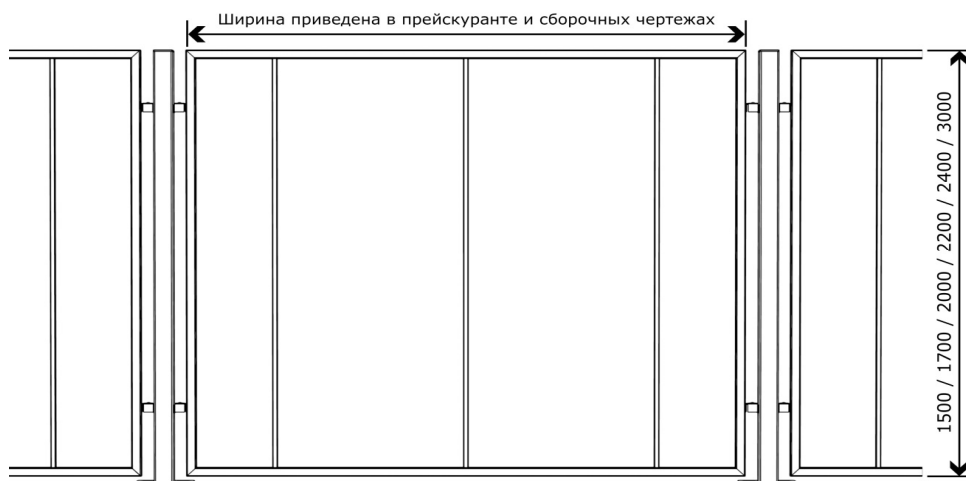 Ширина приведена в прейскуранте и сборочных чертежах
1500 / 1700 / 2000 / 2200 / 2400 / 3000